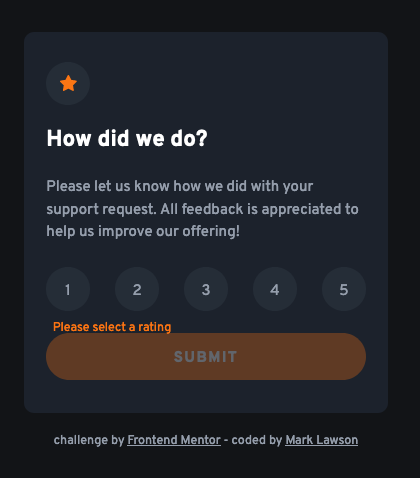 How did we do?
Please let us know how we did with your
support request. All feedback is appreciated to
help us improve our offering!
1 2 3 4 5
Please select a rating
SUBMIT
challenge by Frontend Mentor - coded by Mark Lawson